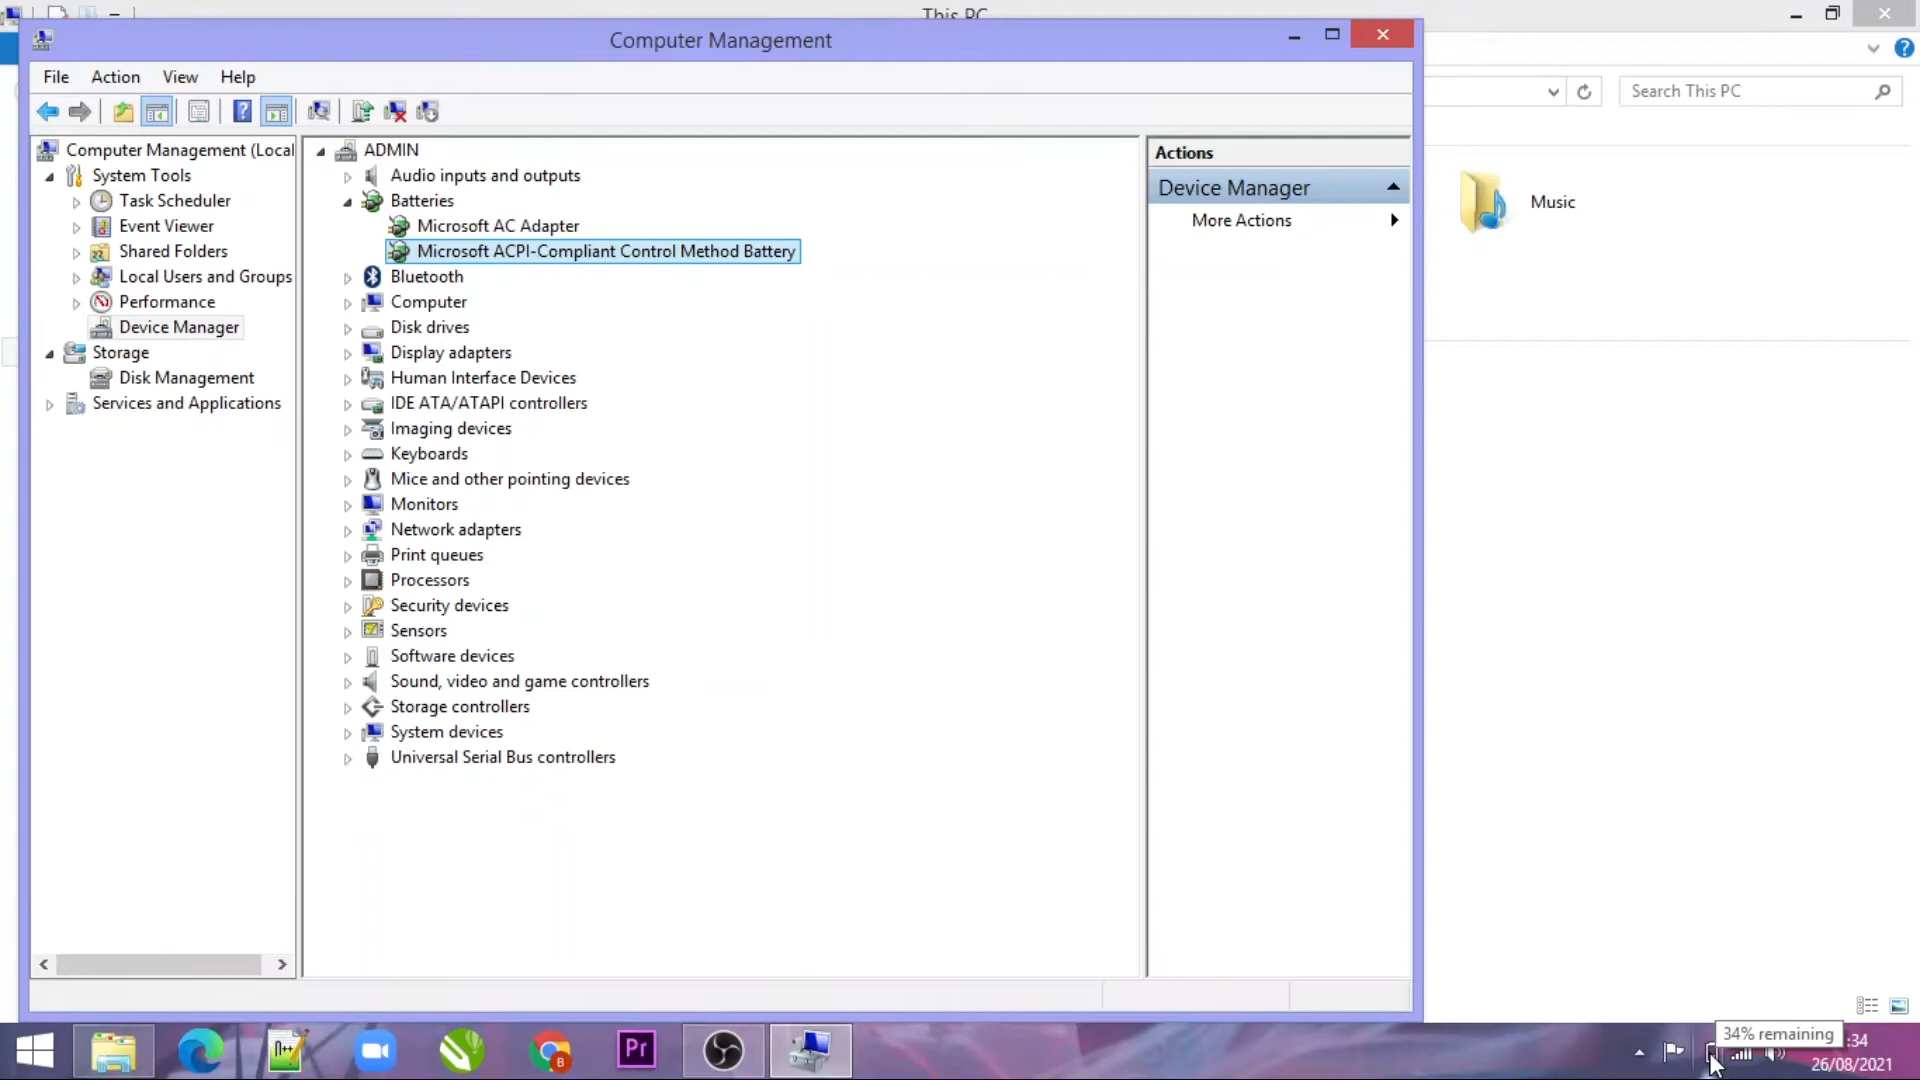 This PC
Computer Management
File Action View Help
Search This PC
Computer Management (Local
System Tools
Task Scheduler
Event Viewer
Shared Folders
Local Users and Groups
Performance
Device Manager
Storage
Disk Management
Services and Applications
ADMIN
Audio inputs and outputs
Batteries
Microsoft AC Adapter
Microsoft ACPI-Compliant Control Method Battery
Bluetooth
Computer
Disk drives
Display adapters
Human Interface Devices
IDE ATA/ATAPI controllers
Imaging devices
Keyboards
Mice and other pointing devices
Monitors
Network adapters
Print queues
Processors
Security devices
Sensors
Software devices
Sound, video and game controllers
Storage controllers
System devices
Universal Serial Bus controllers
Actions
Device Manager
More Actions
Music
N++
B
Pr
34% remaining
:34
26/08/2021